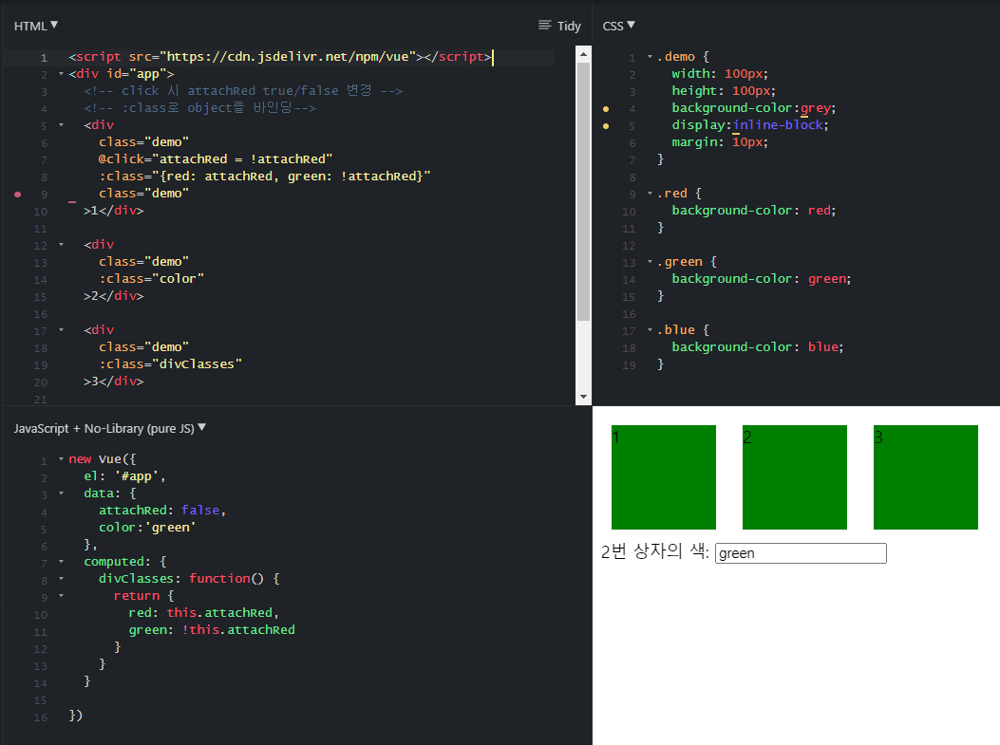 HTML
Tidy
1 <script src="https://cdn.jsdelivr.net/npm/vue"></script>
2 <div id="app">
3 <!-- click 시 attachRed true/false 변경 -->
4 <!-- :class로 object을 바인딩-->
5 <div
6 class="demo"
7 @click="attachRed = !attachRed"
8 :class="{red: attachRed, green: !attachRed}"
9 class="demo"
10 >1</div>
11
12 <div
13 class="demo"
14 :class="color"
15 >2</div>
16
17 <div
18 class="demo"
19 :class="divClasses"
20 >3</div>
21
CSS
1 .demo {
2 width: 100px;
3 height: 100px;
4 background-color:grey;
5 display:inline-block;
6 margin: 10px;
7 }
8
9 .red {
10 background-color: red;
11 }
12
13 .green {
14 background-color: green;
15 }
16
17 .blue {
18 background-color: blue;
19 }
JavaScript + No-Library (pure JS)
1 new Vue({
2 el: '#app',
3 data: {
4 attachRed: false,
5 color:'green'
6 },
7 computed: {
8 divClasses: function() {
9 return {
10 red: this.attachRed,
11 green: !this.attachRed
12 }
13 }
14 }
15
16 })
1 2 3
2번 상자의 색: green